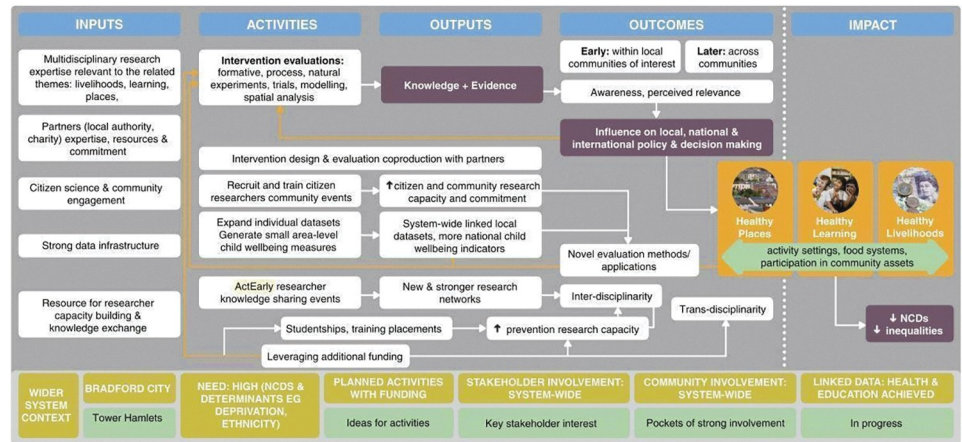 INPUTS
ACTIVITIES
OUTPUTS
OUTCOMES
IMPACT
Multidisciplinary research
expertise relevant to the related
themes: livelihoods, learning,
places,
Partners (local authority,
charity) expertise, resources &
commitment
Citizen science & community
engagement
Strong data infrastructure
Resource for researcher
capacity building &
knowledge exchange
Intervention evaluations:
formative, process, natural
experiments, trials, modelling,
spatial analysis
Knowledge + Evidence
Early: within local
communities of interest
Later: across
communities
Awareness, perceived relevance
Influence on local, national &
international policy & decision making
Intervention design & evaluation coproduction with partners
Recruit and train citizen
researchers community events
↑citizen and community research
capacity and commitment
Expand individual datasets
Generate small area-level
child wellbeing measures
System-wide linked local
datasets, more national child
wellbeing indicators
Novel evaluation methods/
applications
ActEarly researcher
knowledge sharing events
New & stronger research
networks
Inter-disciplinarity
Trans-disciplinarity
Studentships, training placements
↑ prevention research capacity
Leveraging additional funding
Healthy
Places
Healthy
Learning
Healthy
Livelihoods
activity settings, food systems,
participation in community assets
↓ NCDs
↓ inequalities
WIDER
SYSTEM
CONTEXT
BRADFORD CITY
Tower Hamlets
NEED: HIGH (NCDS &
DETERMINANTS EG
DEPRIVATION,
ETHNICITY)
PLANNED ACTIVITIES
WITH FUNDING
Ideas for activities
STAKEHOLDER INVOLVEMENT:
SYSTEM-WIDE
Key stakeholder interest
COMMUNITY INVOLVEMENT:
SYSTEM-WIDE
Pockets of strong involvement
LINKED DATA: HEALTH &
EDUCATION ACHIEVED
In progress